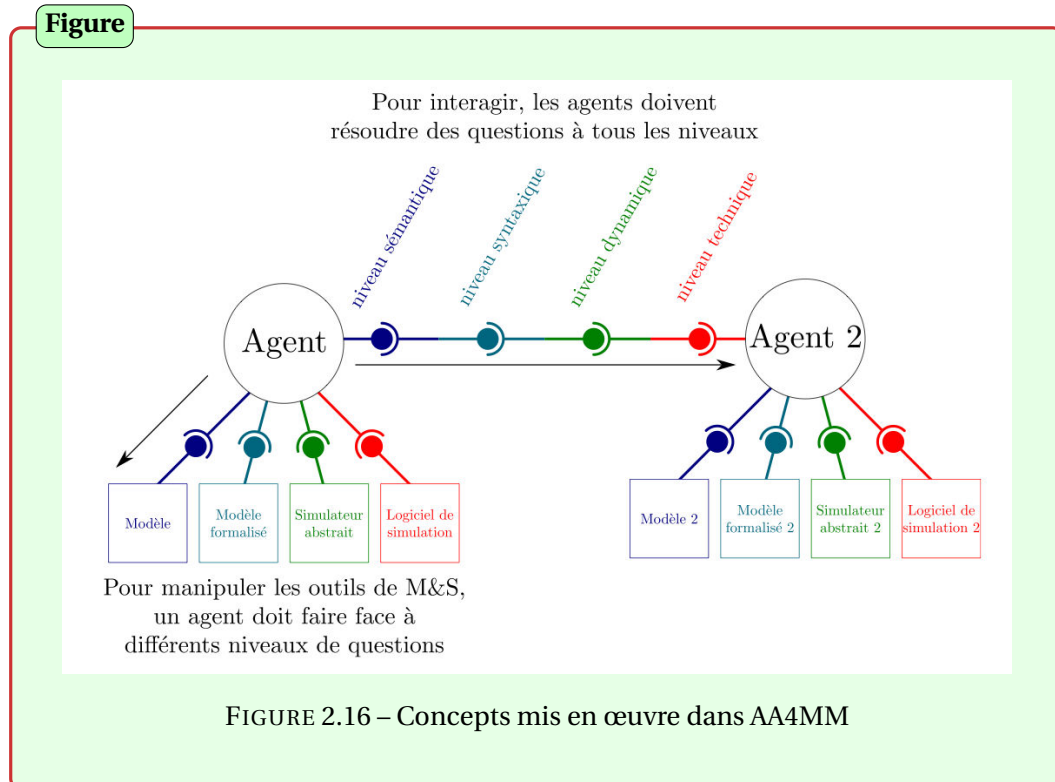 Figure
Pour interagir, les agents doivent
résoudre des questions à tous les niveaux
niveau sémantique
niveau syntaxique
niveau dynamique
niveau technique
Agent
Agent 2
Modèle
Modèle
formalisé
Simulateur
abstrait
Logiciel de
simulation
Modèle 2
Modèle
formalisé 2
Simulateur
abstrait 2
Logiciel de
simulation 2
Pour manipuler les outils de M&S,
un agent doit faire face à
différents niveaux de questions
FIGURE 2.16 – Concepts mis en œuvre dans AA4MM